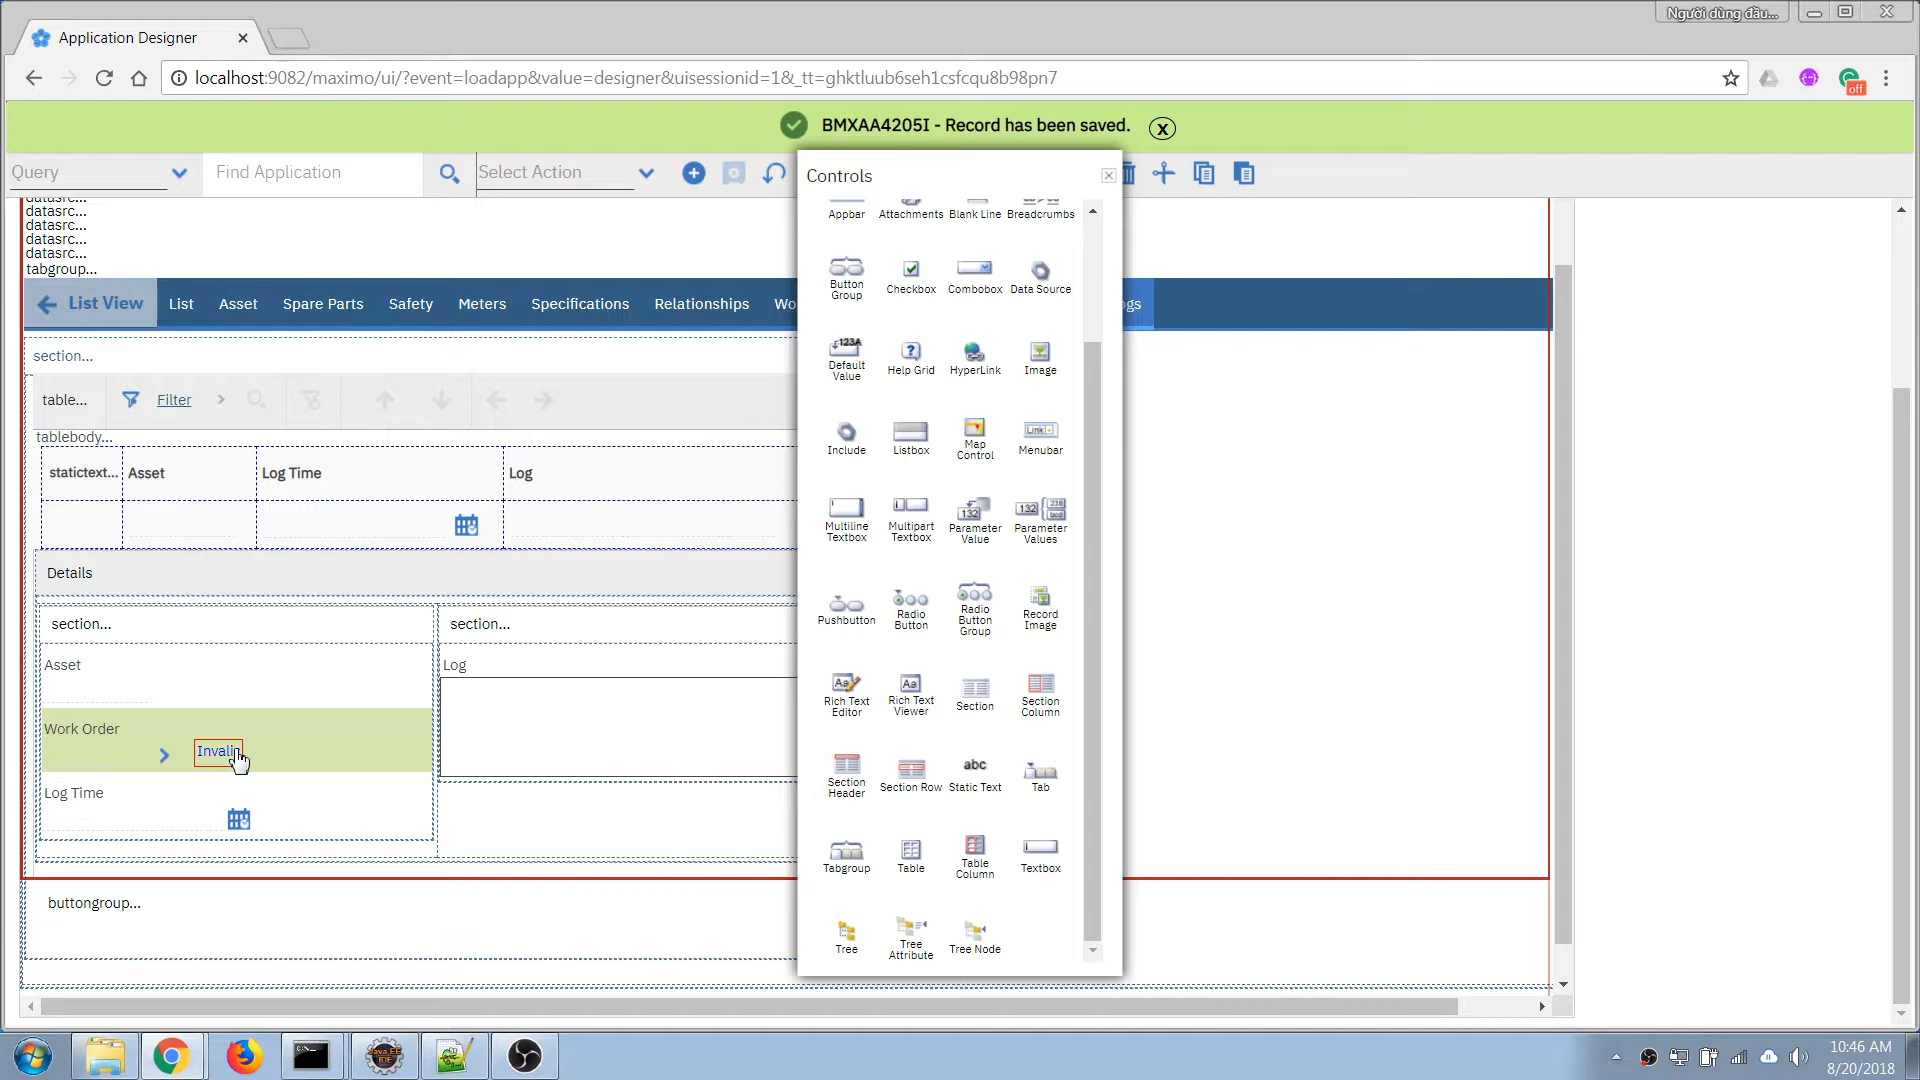 Người dùng đầu...
Application Designer
localhost:9082/maximo/ui/?event=loadapp&value=designer&uisessionid=1&_tt=ghktluub6seh1csfcqu8b98pn7
off
BMXAA4205I - Record has been saved.
Query
Find Application
Select Action
Controls
datasrc...
datasrc...
datasrc...
datasrc...
datasrc...
tabgroup...
List View
List
Asset
Spare Parts
Safety
Meters
Specifications
Relationships
section...
table...
Filter
tablebody...
statictext...
Asset
Log Time
Log
Details
section...
section...
Asset
Log
Work Order
Log Time
buttongroup...
Appbar
Attachments
Blank Line
Breadcrumbs
Button Group
Checkbox
Combobox
Data Source
Default Value
Help Grid
HyperLink
Image
Include
Listbox
Map Control
Menubar
Multiline Textbox
Multipart Textbox
Parameter Value
Parameter Values
Pushbutton
Radio Button
Radio Button Group
Record Image
Rich Text Editor
Rich Text Viewer
Section
Section Column
Section Header
Section Row
Static Text
Tab
Tabgroup
Table
Table Column
Textbox
Tree
Tree Attribute
Tree Node
10:46 AM
8/20/2018